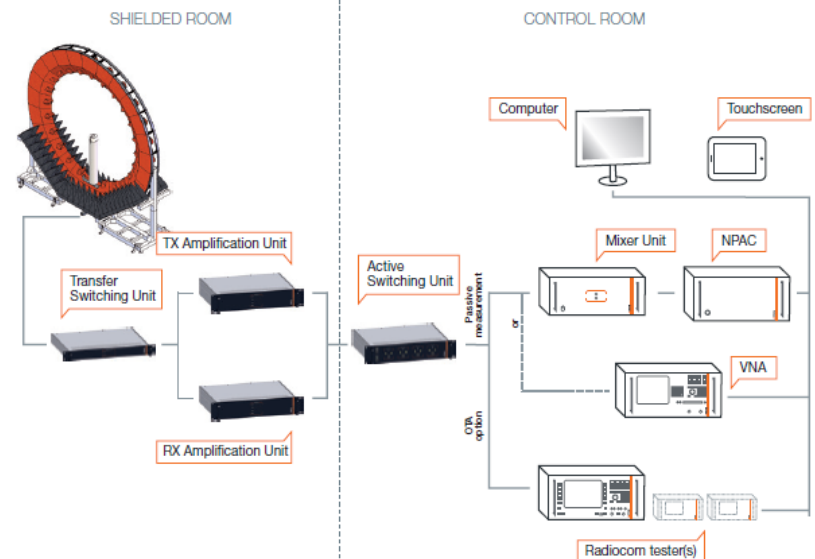 SHIELDED ROOM
CONTROL ROOM
Computer
Touchscreen
TX Amplification Unit
Mixer Unit
NPAC
Transfer
Switching Unit
Active
Switching Unit
Passive
measurement
or
VNA
OTA
option
RX Amplification Unit
Radiocom tester(s)